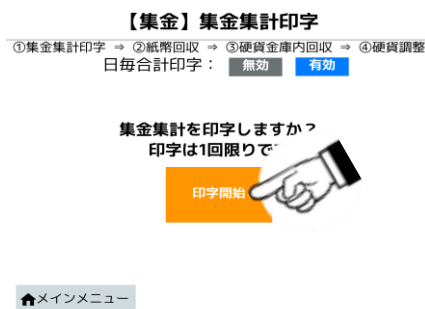 【集金】集金集計印字
①集金集計印字 ⇒ ②紙幣回収 ⇒ ③硬貨金庫内回収 ⇒ ④硬貨調整
日毎合計印字： 無効 有効
集金集計を印字しますか？
印字は1回限りで
印字開始
メインメニュー